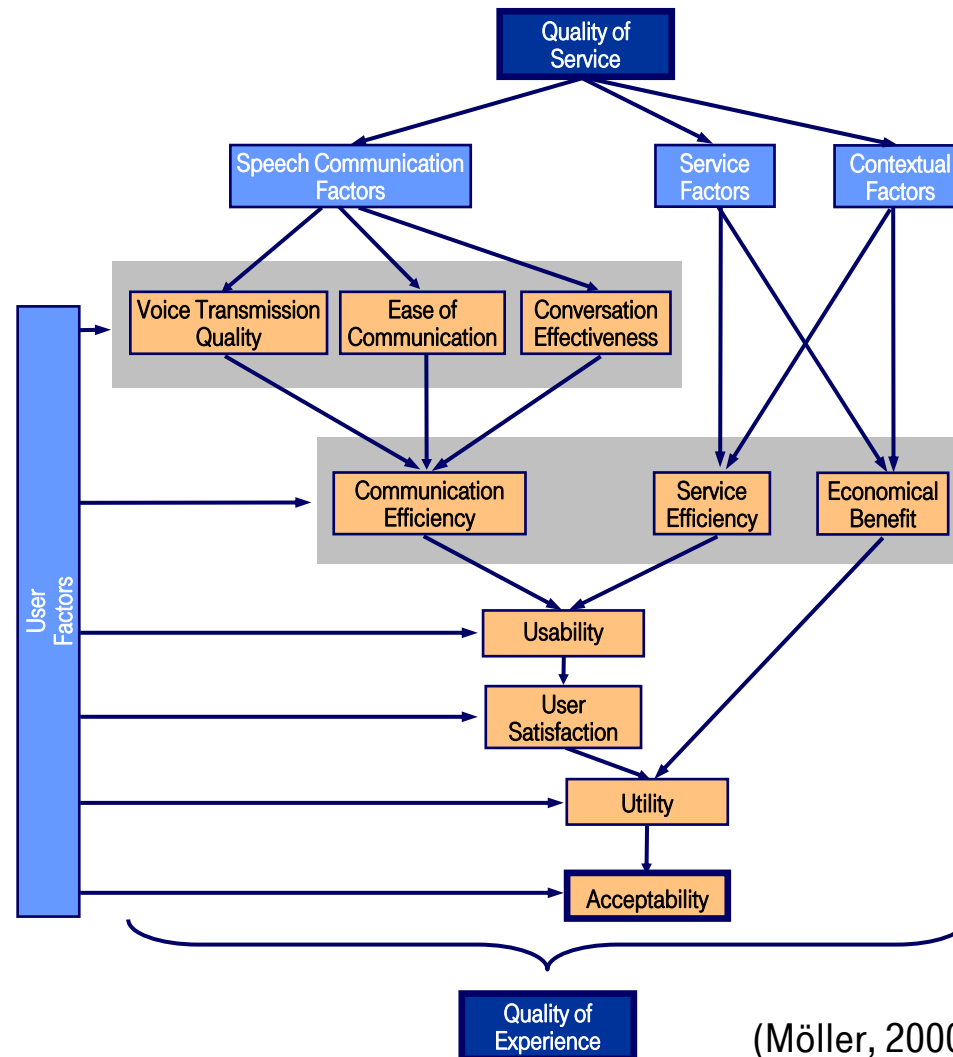 Quality of
Service
Speech Communication
Factors
Service
Factors
Contextual
Factors
Voice Transmission
Quality
Ease of
Communication
Conversation
Effectiveness
Communication
Efficiency
Service
Efficiency
Economical
Benefit
User
Factors
Usability
User
Satisfaction
Utility
Acceptability
Quality of
Experience
(Möller, 2000